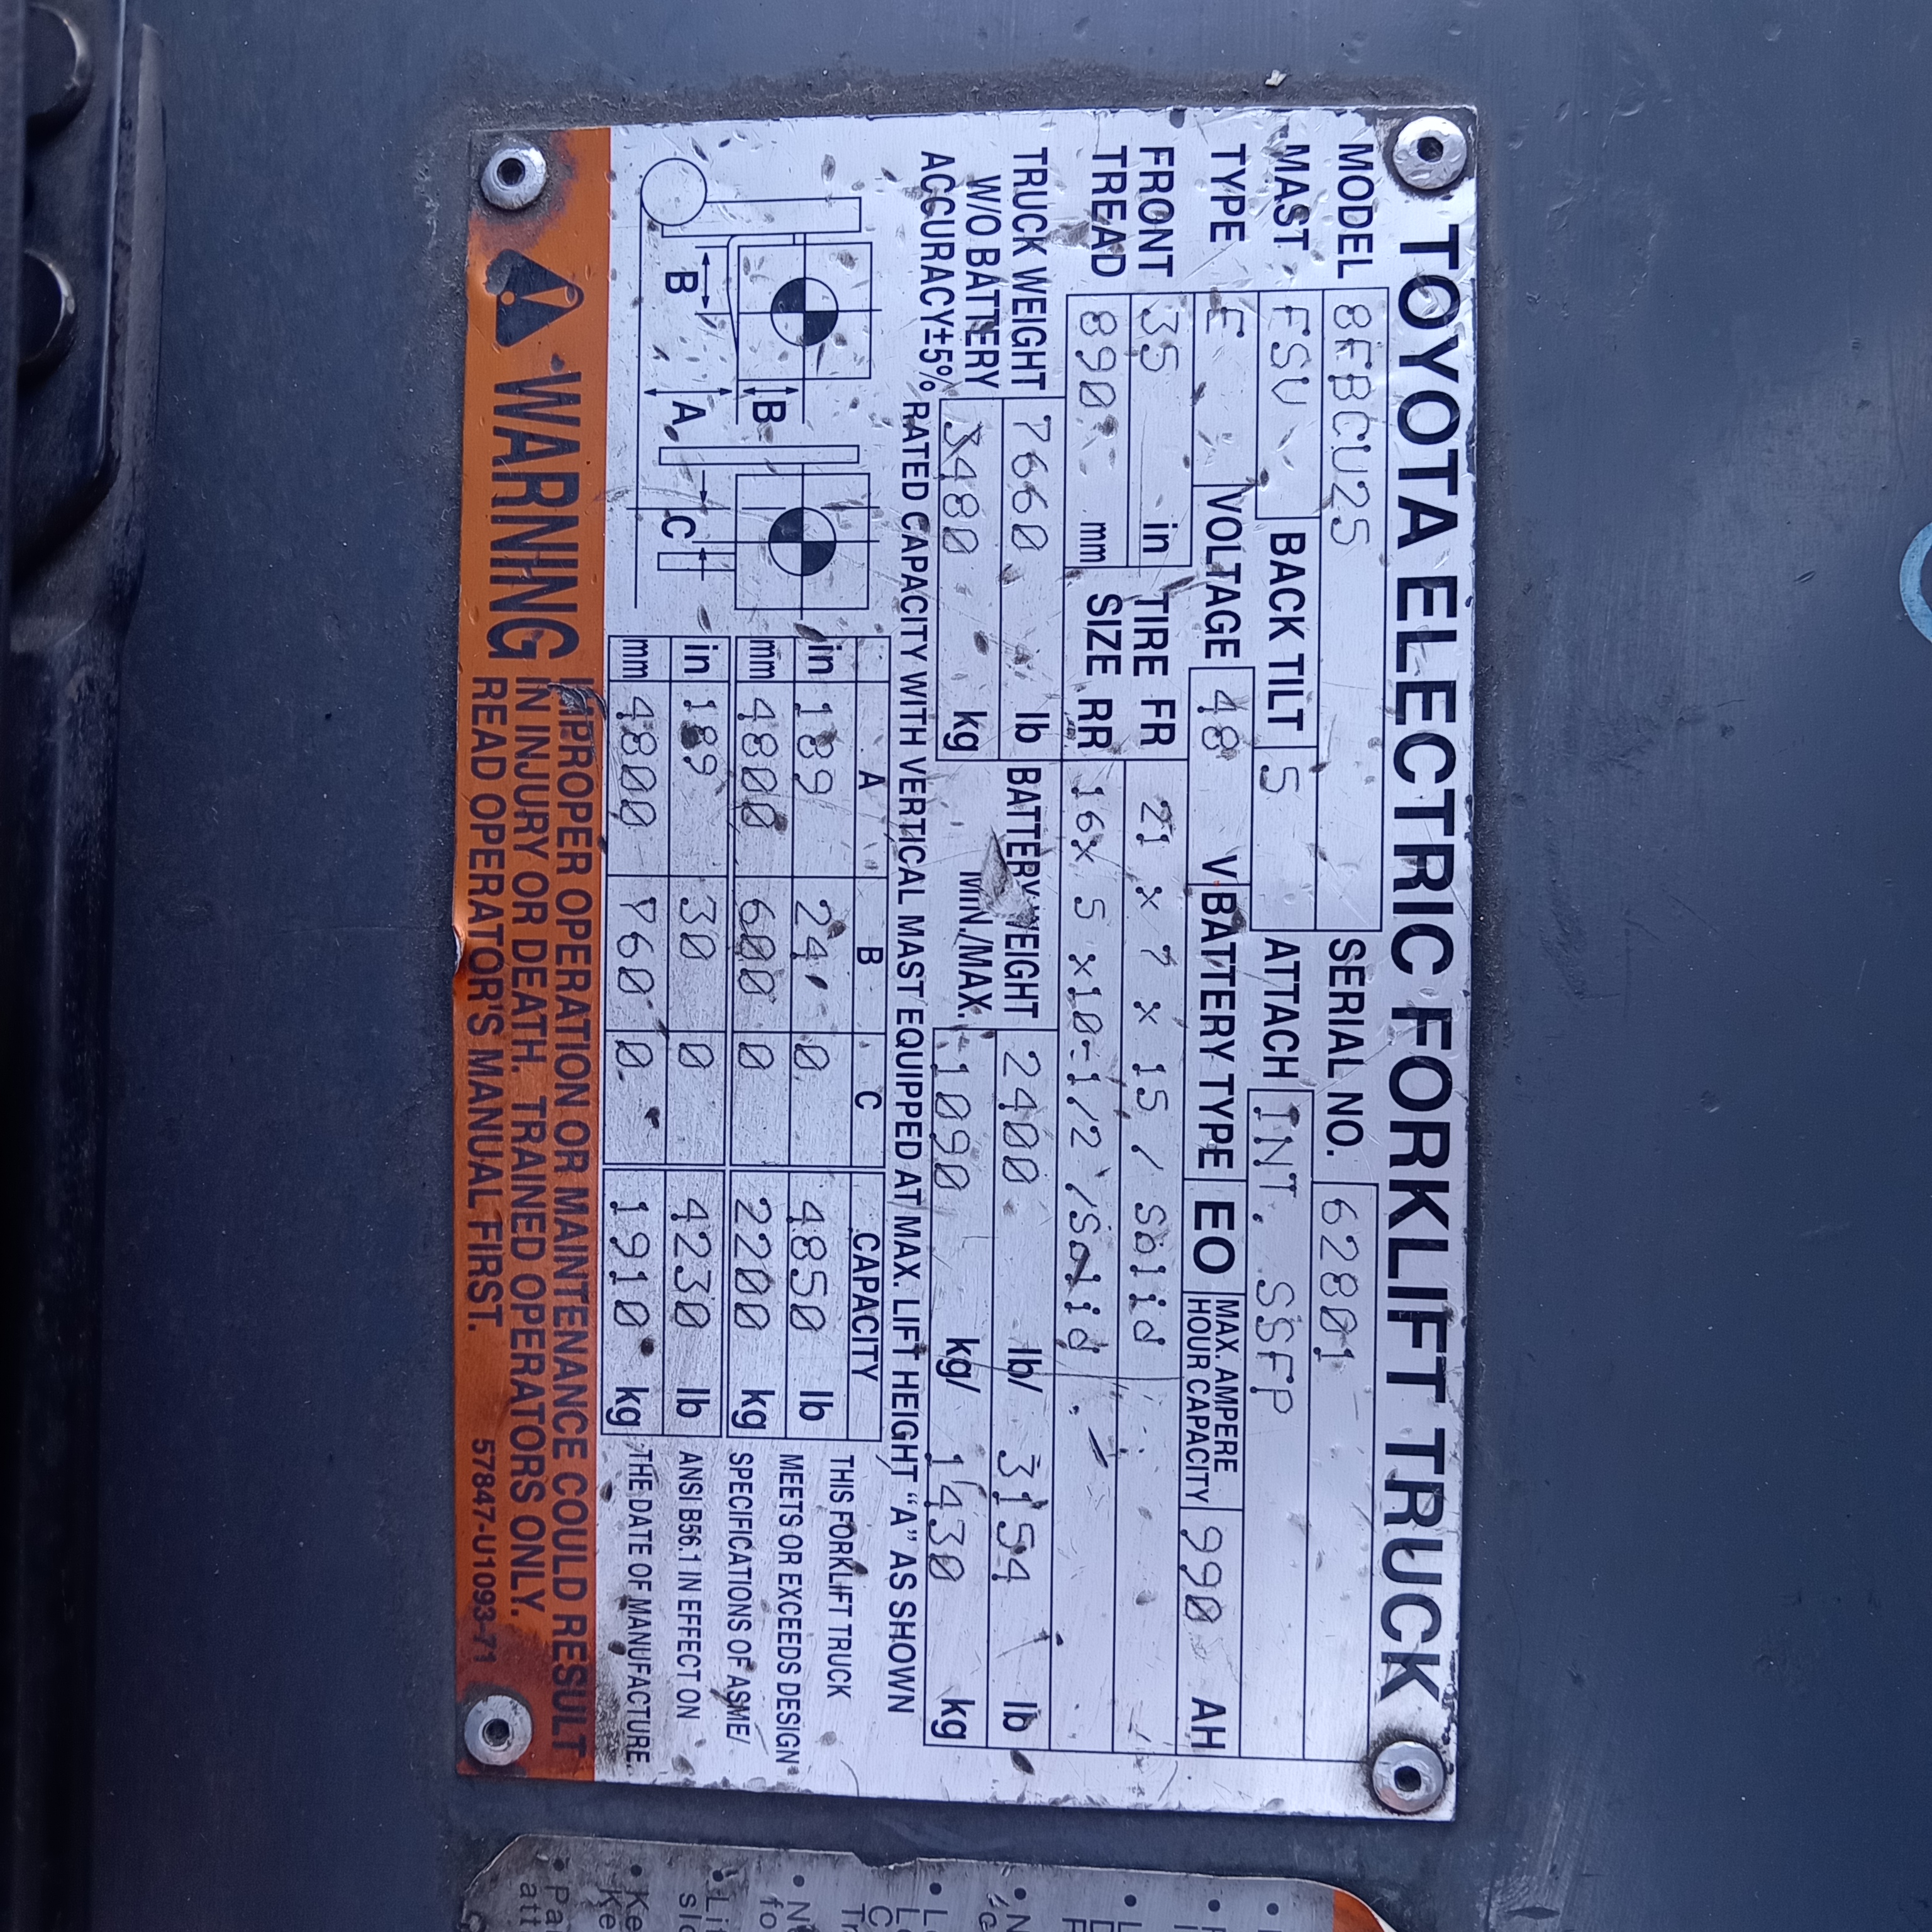 TOYOTA ELECTRIC FORKLIFT TRUCK
MODEL 8FBCU25 SERIAL NO. 62801
MAST FSV BACK TILT 5 ATTACH INT. SSFP
TYPE E VOLTAGE 48 V BATTERY TYPE EO MAX. AMPERE HOUR CAPACITY 990 AH
FRONT 35 in TIRE FR 21 x 7 x 15 / Solid
TREAD 890 mm SIZE RR 16x 5 x10-1/2 /Solid
TRUCK WEIGHT 7660 lb BATTERY WEIGHT 2400 lb/ 3154 lb
W/O BATTERY 3480 kg MIN./MAX. 1090 kg/ 1430 kg
ACCURACY±5% RATED CAPACITY WITH VERTICAL MAST EQUIPPED AT MAX. LIFT HEIGHT "A" AS SHOWN
A B C CAPACITY
in 189 24 0 4850 lb
mm 4800 600 0 2200 kg
in 189 30 0 4230 lb
mm 4800 760 0 1910 kg
B A B C
THIS FORKLIFT TRUCK
MEETS OR EXCEEDS DESIGN
SPECIFICATIONS OF ASME/
ANSI B56.1 IN EFFECT ON
THE DATE OF MANUFACTURE.
WARNING
IMPROPER OPERATION OR MAINTENANCE COULD RESULT
IN INJURY OR DEATH. TRAINED OPERATORS ONLY.
READ OPERATOR'S MANUAL FIRST. 57847-U1093-71